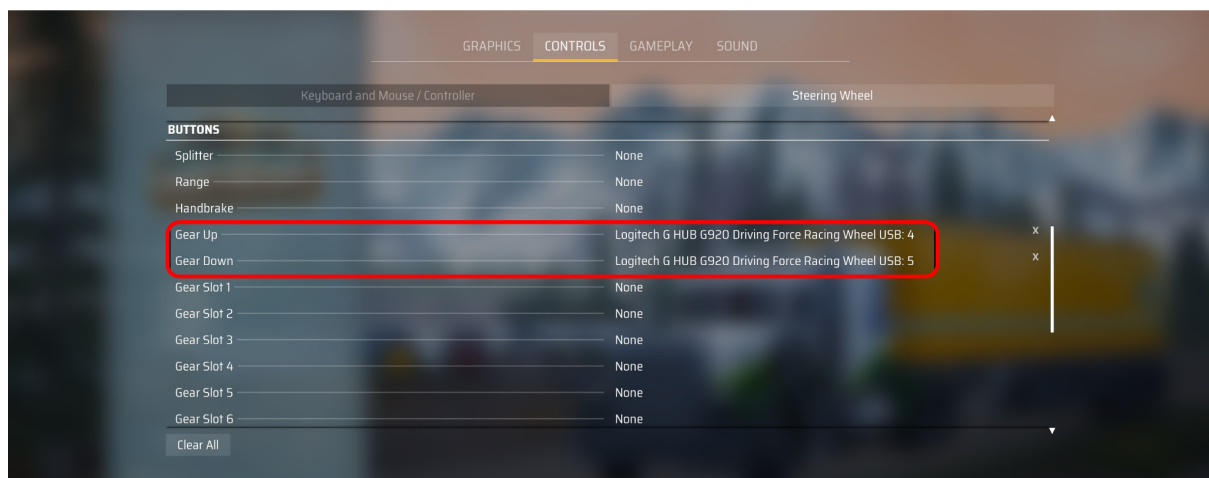 GRAPHICS CONTROLS GAMEPLAY SOUND
Keyboard and Mouse / Controller Steering Wheel
BUTTONS
Splitter None
Range None
Handbrake None
Gear Up Logitech G HUB G920 Driving Force Racing Wheel USB: 4 x
Gear Down Logitech G HUB G920 Driving Force Racing Wheel USB: 5 x
Gear Slot 1 None
Gear Slot 2 None
Gear Slot 3 None
Gear Slot 4 None
Gear Slot 5 None
Gear Slot 6 None
Clear All